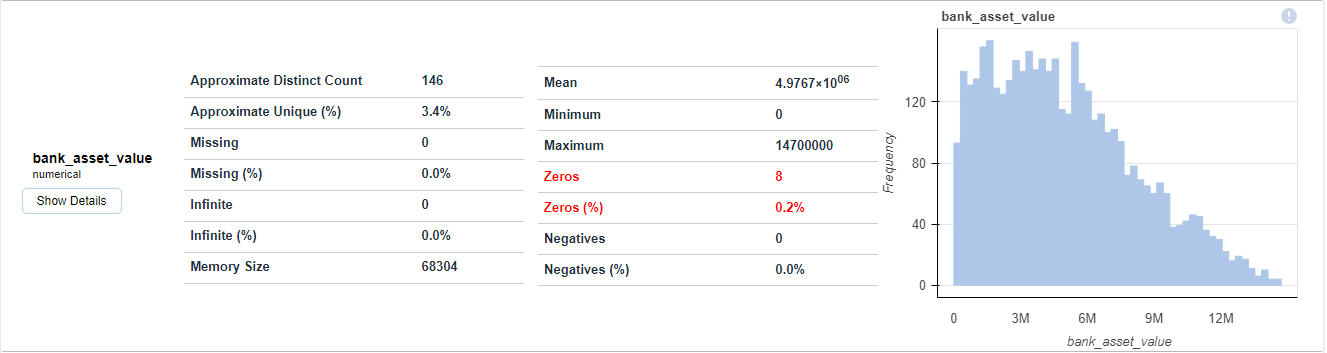 bank_asset_value
numerical
Show Details
Approximate Distinct Count 146
Approximate Unique (%) 3.4%
Missing 0
Missing (%) 0.0%
Infinite 0
Infinite (%) 0.0%
Memory Size 68304
Mean 4.9767×10⁰⁶
Minimum 0
Maximum 14700000
Zeros 8
Zeros (%) 0.2%
Negatives 0
Negatives (%) 0.0%
bank_asset_value
!
Frequency
120
80
40
0
0 3M 6M 9M 12M
bank_asset_value